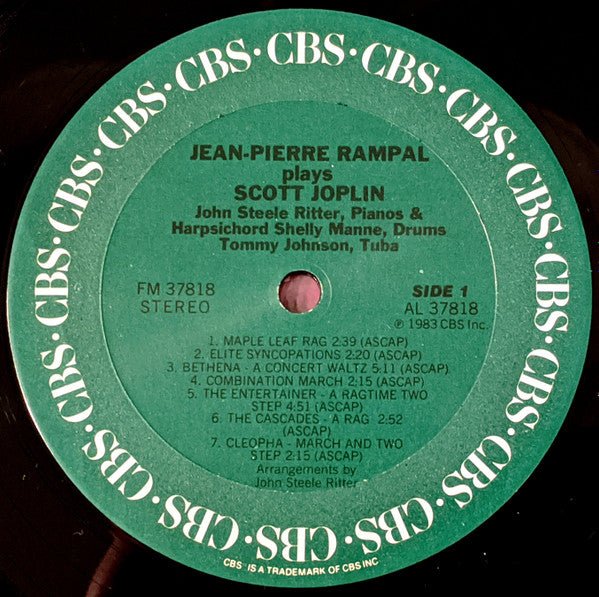 CBS · CBS · CBS · CBS · CBS · CBS · CBS · CBS · CBS · CBS · CBS · CBS · CBS · CBS · CBS · CBS · CBS · CBS
JEAN-PIERRE RAMPAL
plays
SCOTT JOPLIN
John Steele Ritter, Pianos &
Harpsichord Shelly Manne, Drums
Tommy Johnson, Tuba
FM 37818
STEREO
SIDE 1
AL 37818
℗ 1983 CBS Inc.
1. MAPLE LEAF RAG 2:39 (ASCAP)
2. ELITE SYNCOPATIONS 2:20 (ASCAP)
3. BETHENA - A CONCERT WALTZ 5:11 (ASCAP)
4. COMBINATION MARCH 2:15 (ASCAP)
5. THE ENTERTAINER - A RAGTIME TWO
STEP 4:51 (ASCAP)
6. THE CASCADES - A RAG 2:52
(ASCAP)
7. CLEOPHA - MARCH AND TWO
STEP 2:15 (ASCAP)
Arrangements by
John Steele Ritter
CBS IS A TRADEMARK OF CBS INC